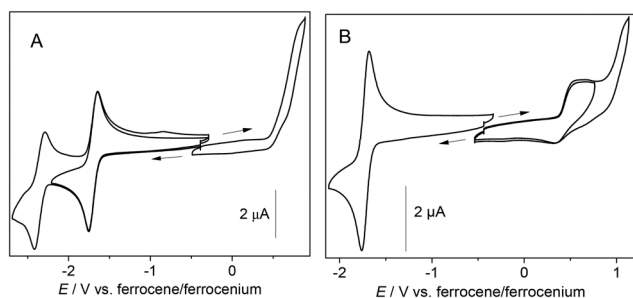 A
B
2 µA
2 µA
-2 -1 0
-2 -1 0 1
E / V vs. ferrocene/ferrocenium
E / V vs. ferrocene/ferrocenium